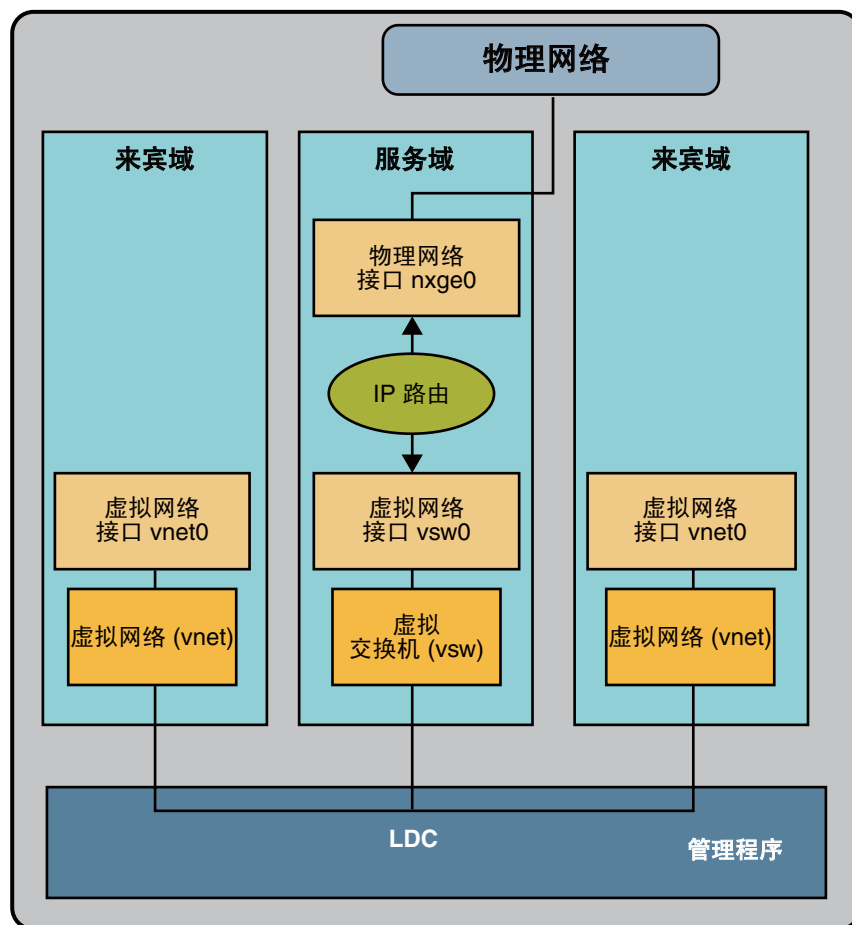 物理网络
来宾域
服务域
来宾域
物理网络
接口 nxge0
IP 路由
虚拟网络
接口 vnet0
虚拟网络
接口 vsw0
虚拟网络
接口 vnet0
虚拟网络 (vnet)
虚拟
交换机 (vsw)
虚拟网络 (vnet)
LDC
管理程序